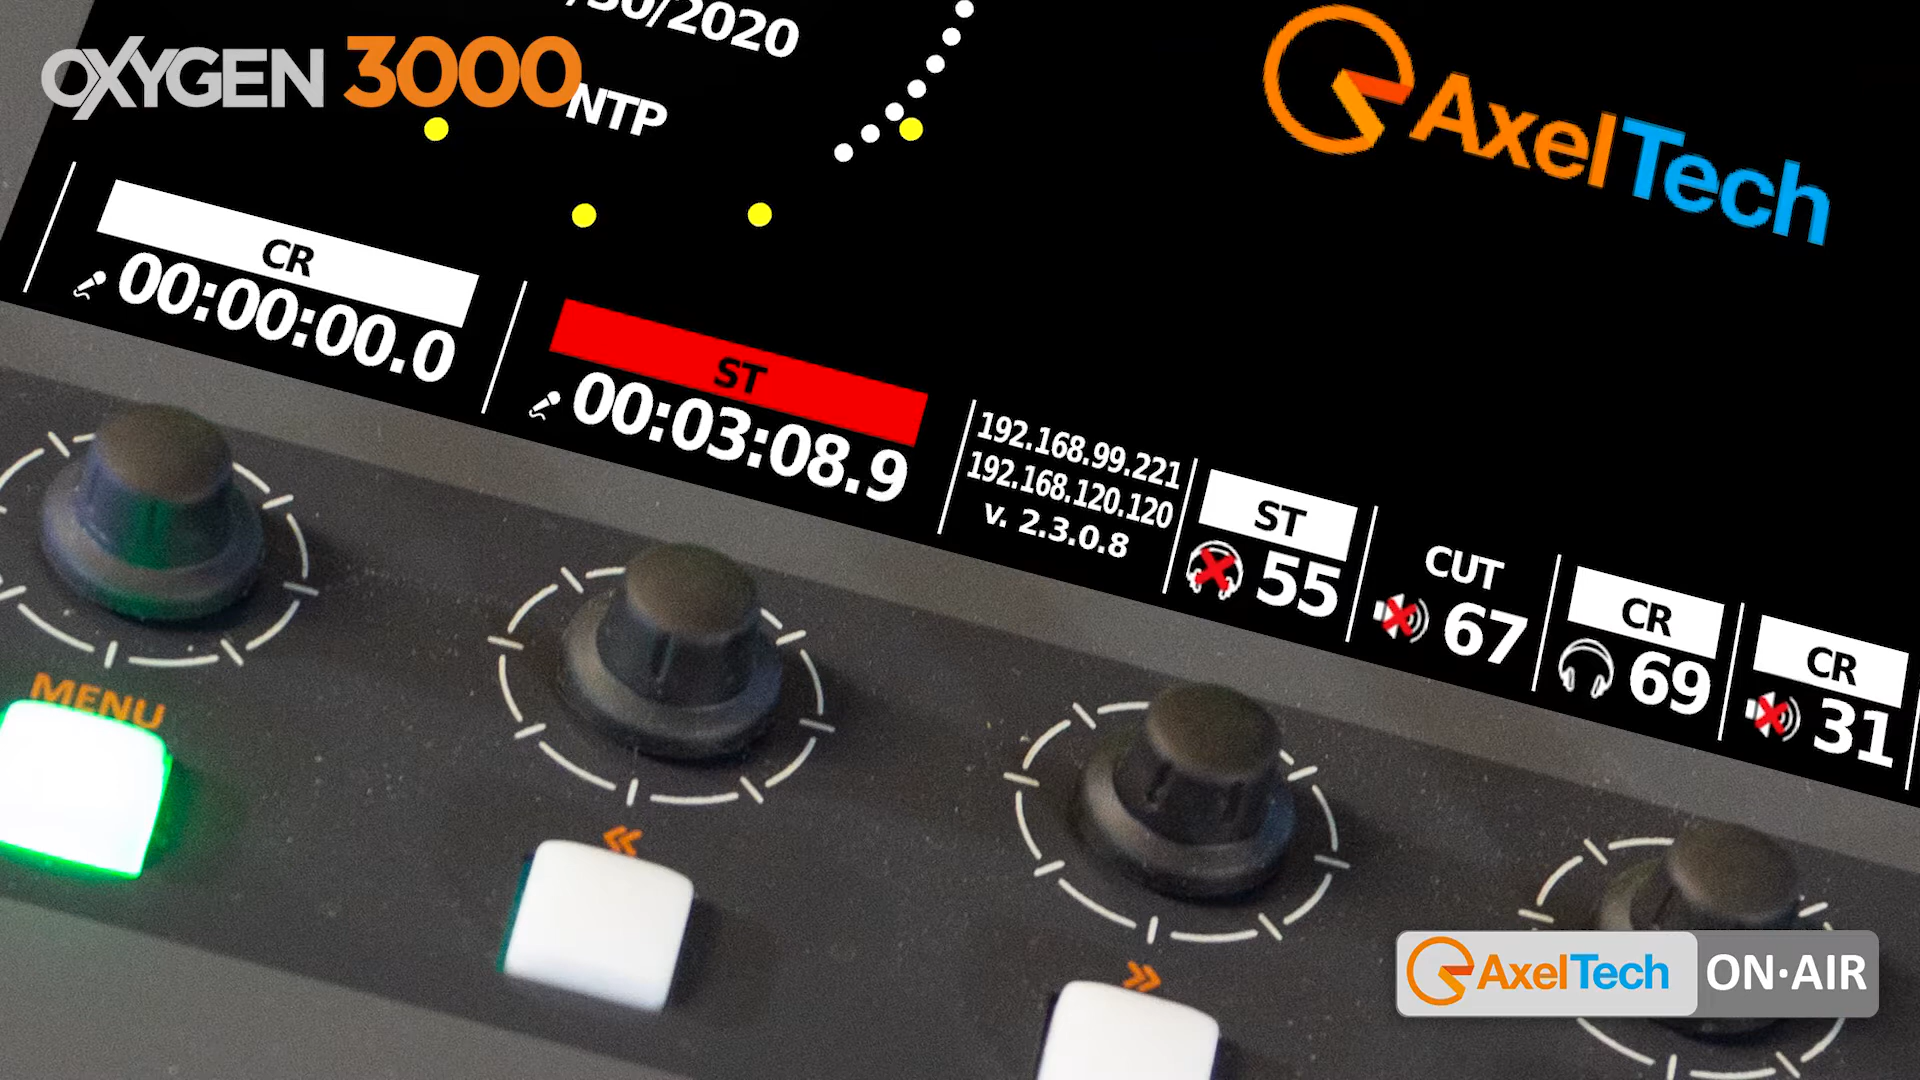 OXYGEN 3000
/30/2020
NTP
AxelTech
CR
00:00:00.0
ST
00:03:08.9
192.168.99.221
192.168.120.120
v. 2.3.0.8
ST
55
CUT
67
CR
69
CR
31
MENU
«
»
AxelTech ON·AIR